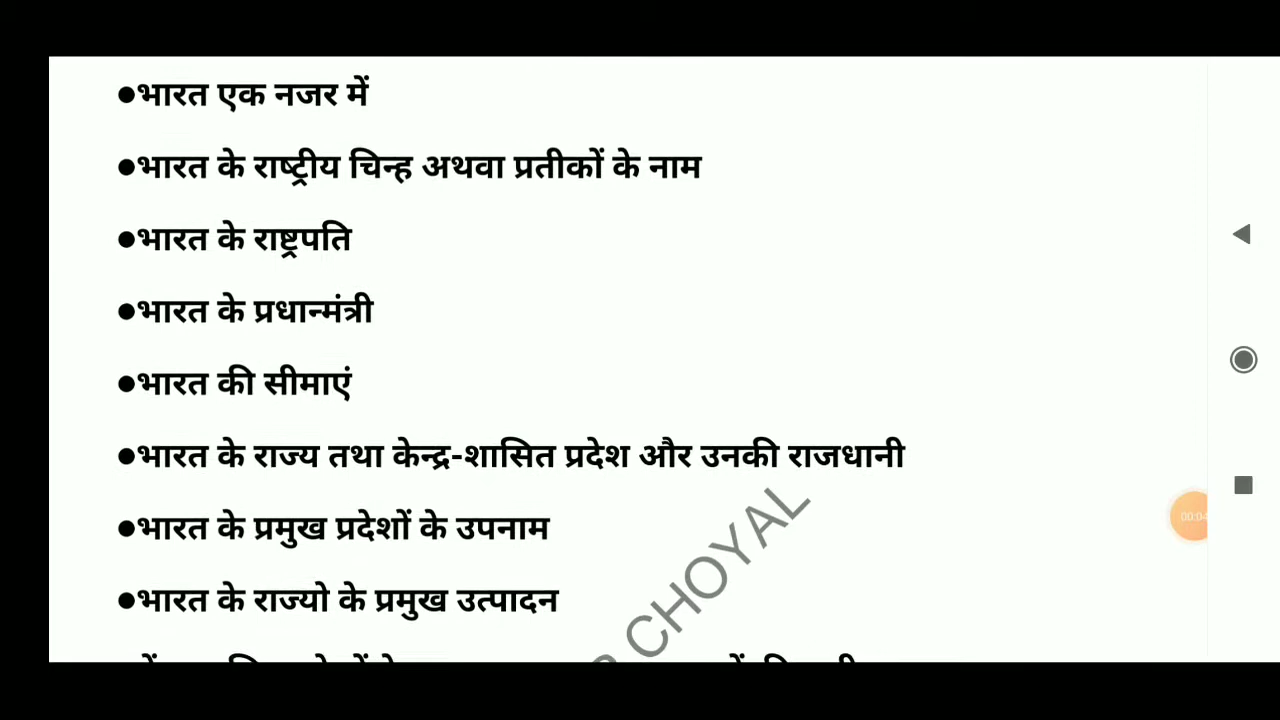 ●भारत एक नजर में
●भारत के राष्ट्रीय चिन्ह अथवा प्रतीकों के नाम
●भारत के राष्ट्रपति
●भारत के प्रधान्मंत्री
●भारत की सीमाएं
●भारत के राज्य तथा केन्द्र-शासित प्रदेश और उनकी राजधानी
●भारत के प्रमुख प्रदेशों के उपनाम
●भारत के राज्यो के प्रमुख उत्पादन
CHOYAL